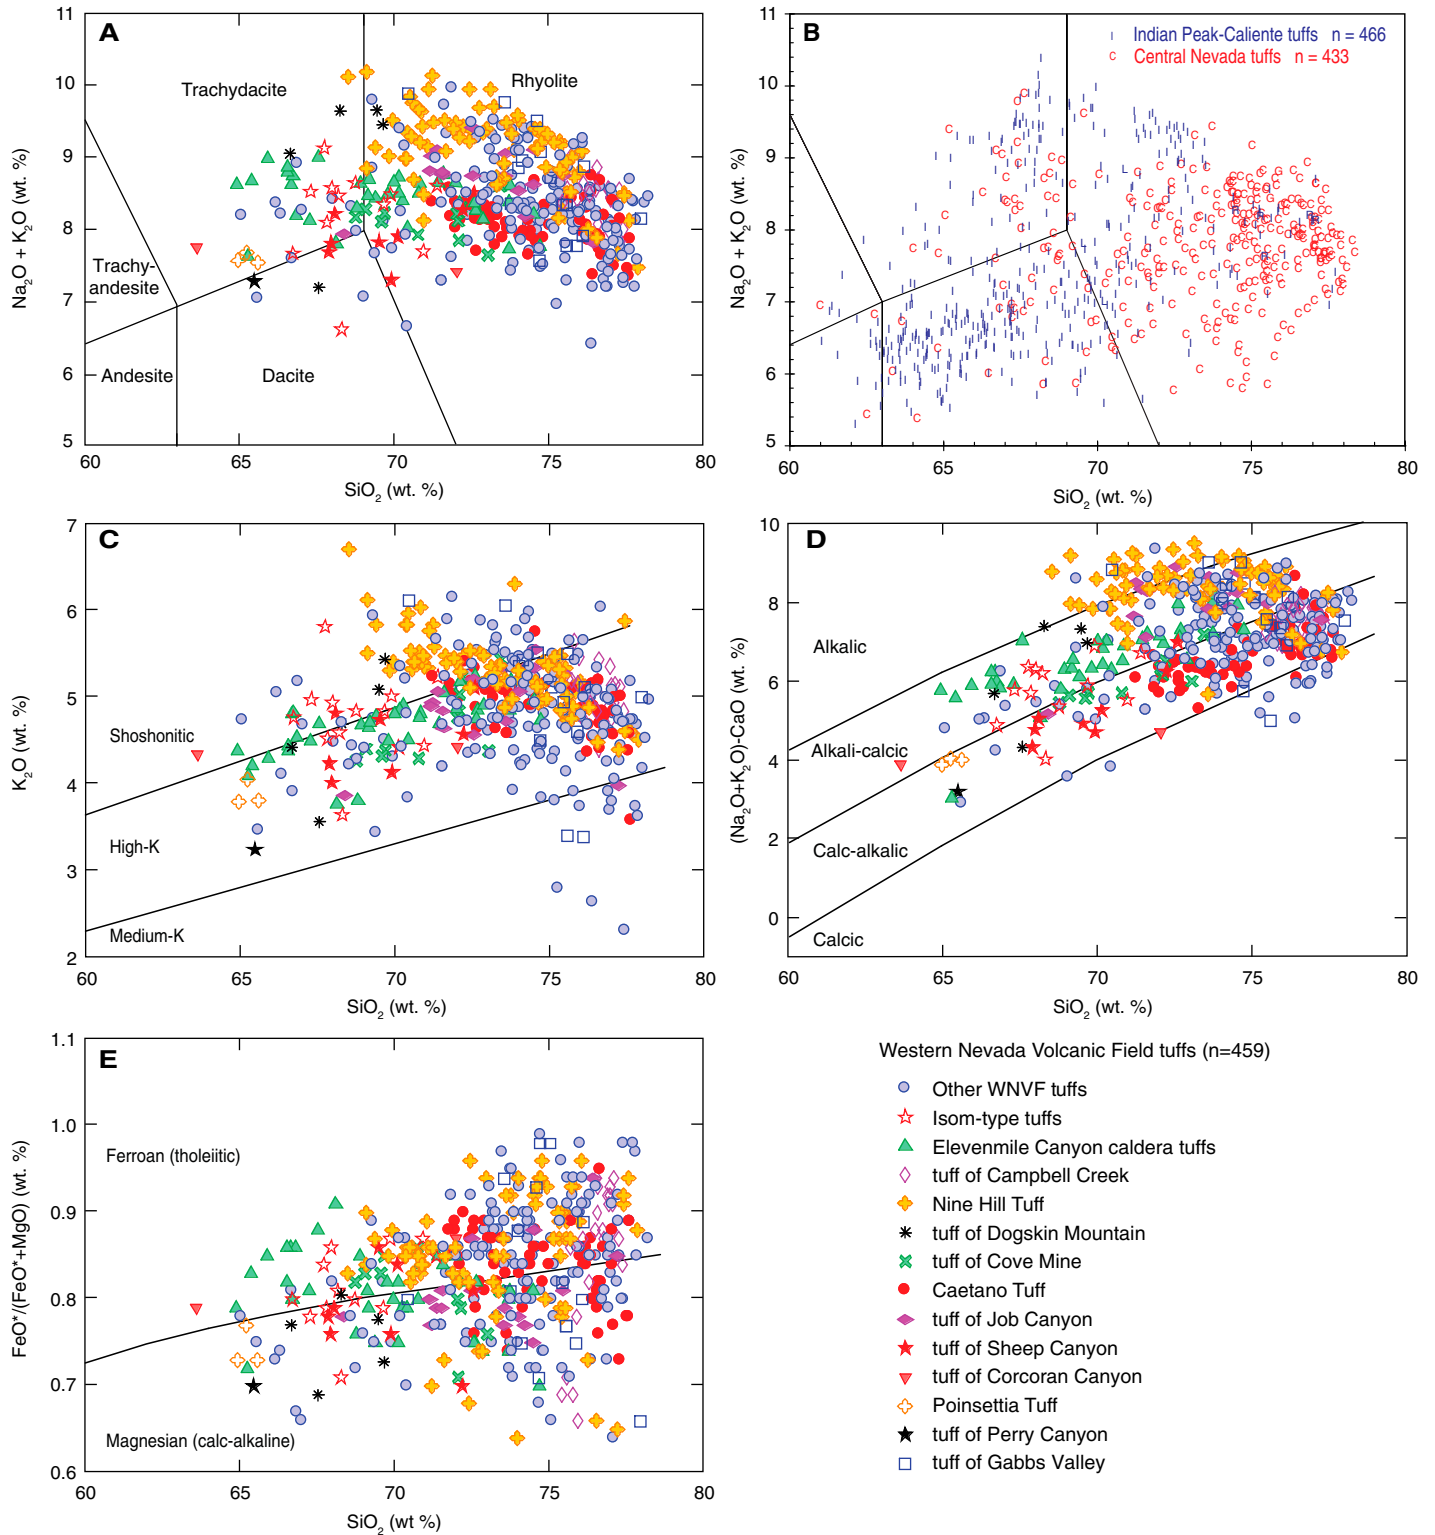 A
Trachydacite
Rhyolite
Trachy-
andesite
Andesite
Dacite
11
10
9
8
7
6
5
60
65
70
75
80
Na2O + K2O (wt. %)
SiO2 (wt. %)
B
Indian Peak-Caliente tuffs n = 466
Central Nevada tuffs n = 433
11
10
9
8
7
6
5
60
65
70
75
80
Na2O + K2O (wt. %)
SiO2 (wt. %)
C
Shoshonitic
High-K
Medium-K
7
6
5
4
3
2
60
65
70
75
80
K2O (wt. %)
SiO2 (wt. %)
D
Alkalic
Alkali-calcic
Calc-alkalic
Calcic
10
8
6
4
2
0
60
65
70
75
80
(Na2O+K2O)-CaO (wt. %)
SiO2 (wt. %)
E
Ferroan (tholeiitic)
Magnesian (calc-alkaline)
1.1
1.0
0.9
0.8
0.7
0.6
60
65
70
75
80
FeO*/(FeO*+MgO) (wt. %)
SiO2 (wt %)
Western Nevada Volcanic Field tuffs (n=459)
Other WNVF tuffs
Isom-type tuffs
Elevenmile Canyon caldera tuffs
tuff of Campbell Creek
Nine Hill Tuff
tuff of Dogskin Mountain
tuff of Cove Mine
Caetano Tuff
tuff of Job Canyon
tuff of Sheep Canyon
tuff of Corcoran Canyon
Poinsettia Tuff
tuff of Perry Canyon
tuff of Gabbs Valley